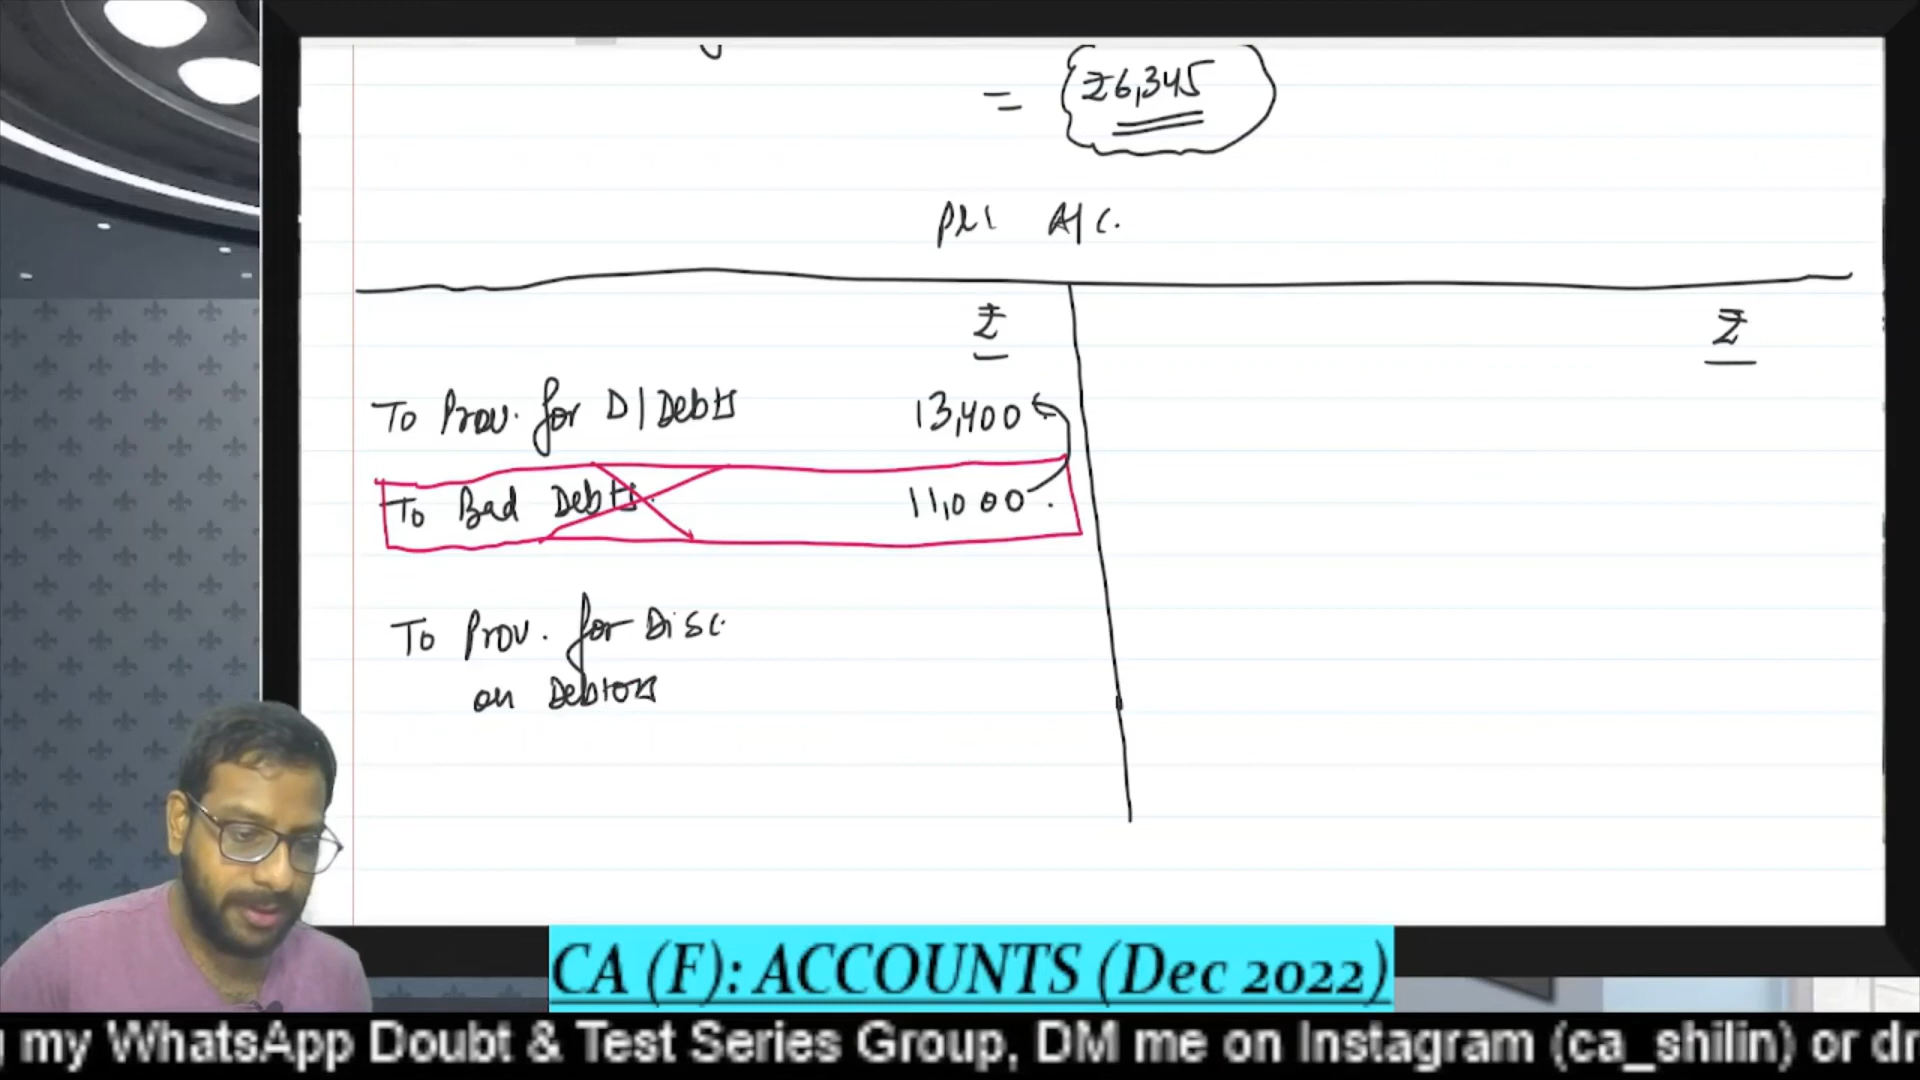 = ₹6,345
P&L A/C.
₹ ₹
To Prov. for D/Debts 13,400
To Bad Debts. 11,000.
To Prov. for Disc.
on Debtors
CA (F): ACCOUNTS (Dec 2022)
my WhatsApp Doubt & Test Series Group, DM me on Instagram (ca_shilin) or dr